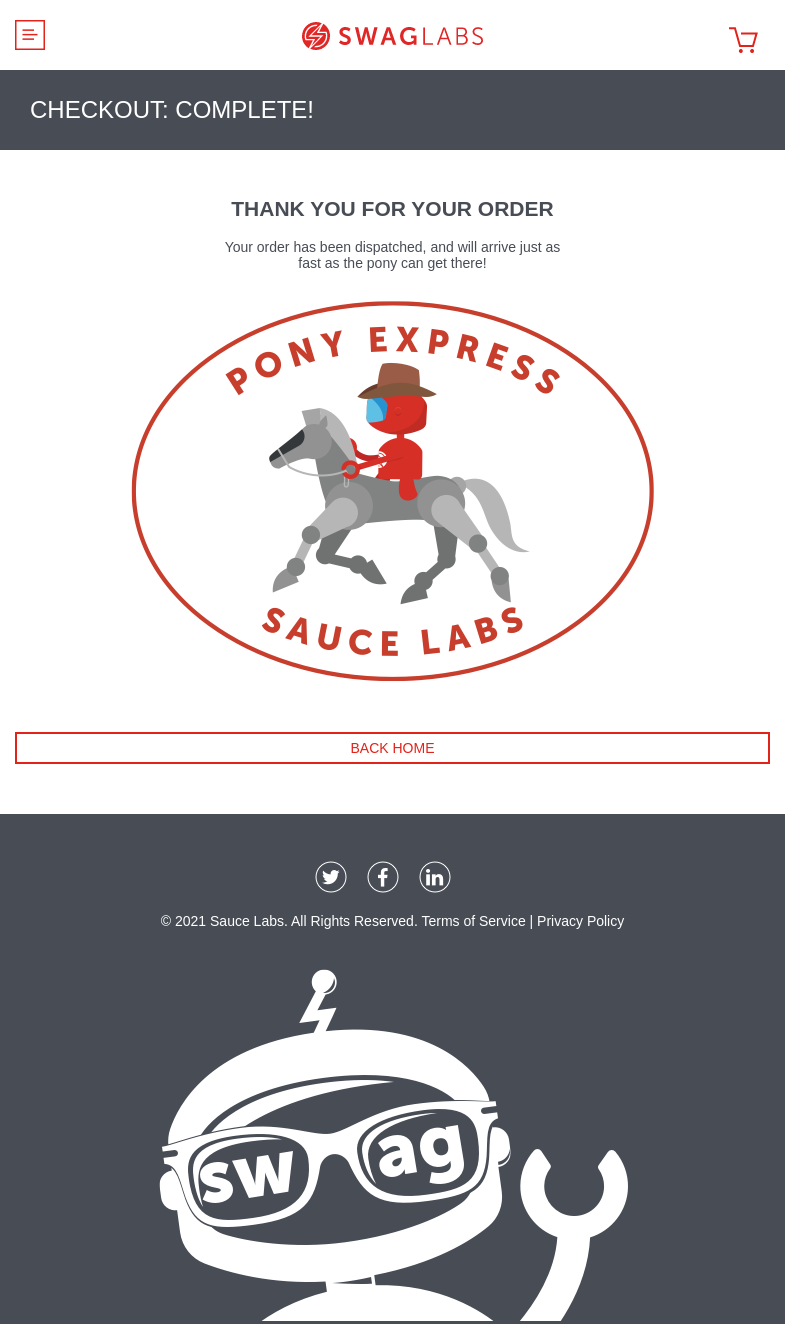 SWAGLABS
CHECKOUT: COMPLETE!
THANK YOU FOR YOUR ORDER
Your order has been dispatched, and will arrive just as
fast as the pony can get there!
PONY EXPRESS
SAUCE LABS
BACK HOME
© 2021 Sauce Labs. All Rights Reserved. Terms of Service | Privacy Policy
swag